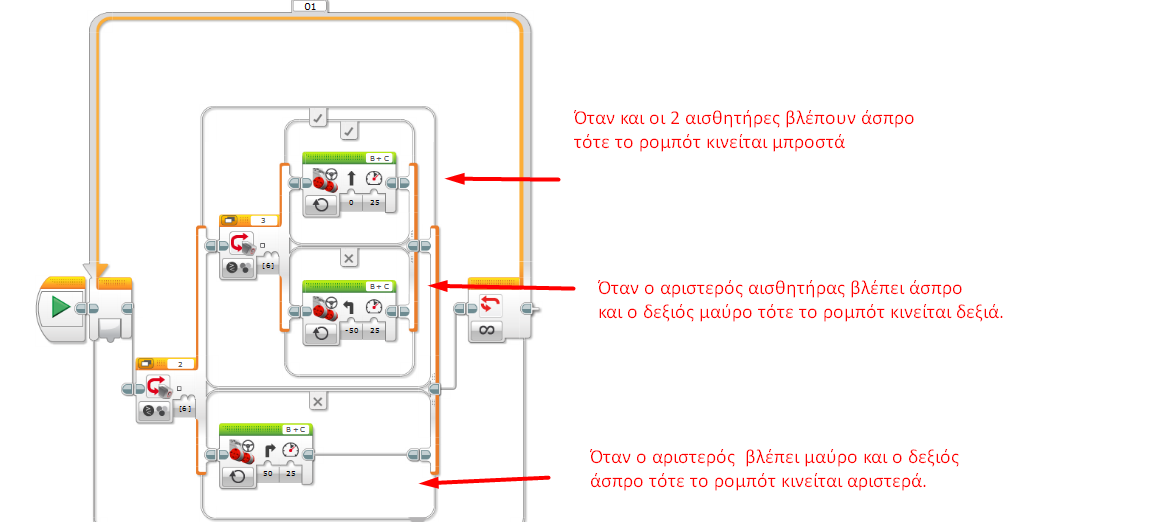 01
Όταν και οι 2 αισθητήρες βλέπουν άσπρο
τότε το ρομπότ κινείται μπροστά
B + C
0 25
3
[6]
B + C
-50 25
Όταν ο αριστερός αισθητήρας βλέπει άσπρο
και ο δεξιός μαύρο τότε το ρομπότ κινείται δεξιά.
2
[6]
B + C
50 25
Όταν ο αριστερός βλέπει μαύρο και ο δεξιός
άσπρο τότε το ρομπότ κινείται αριστερά.